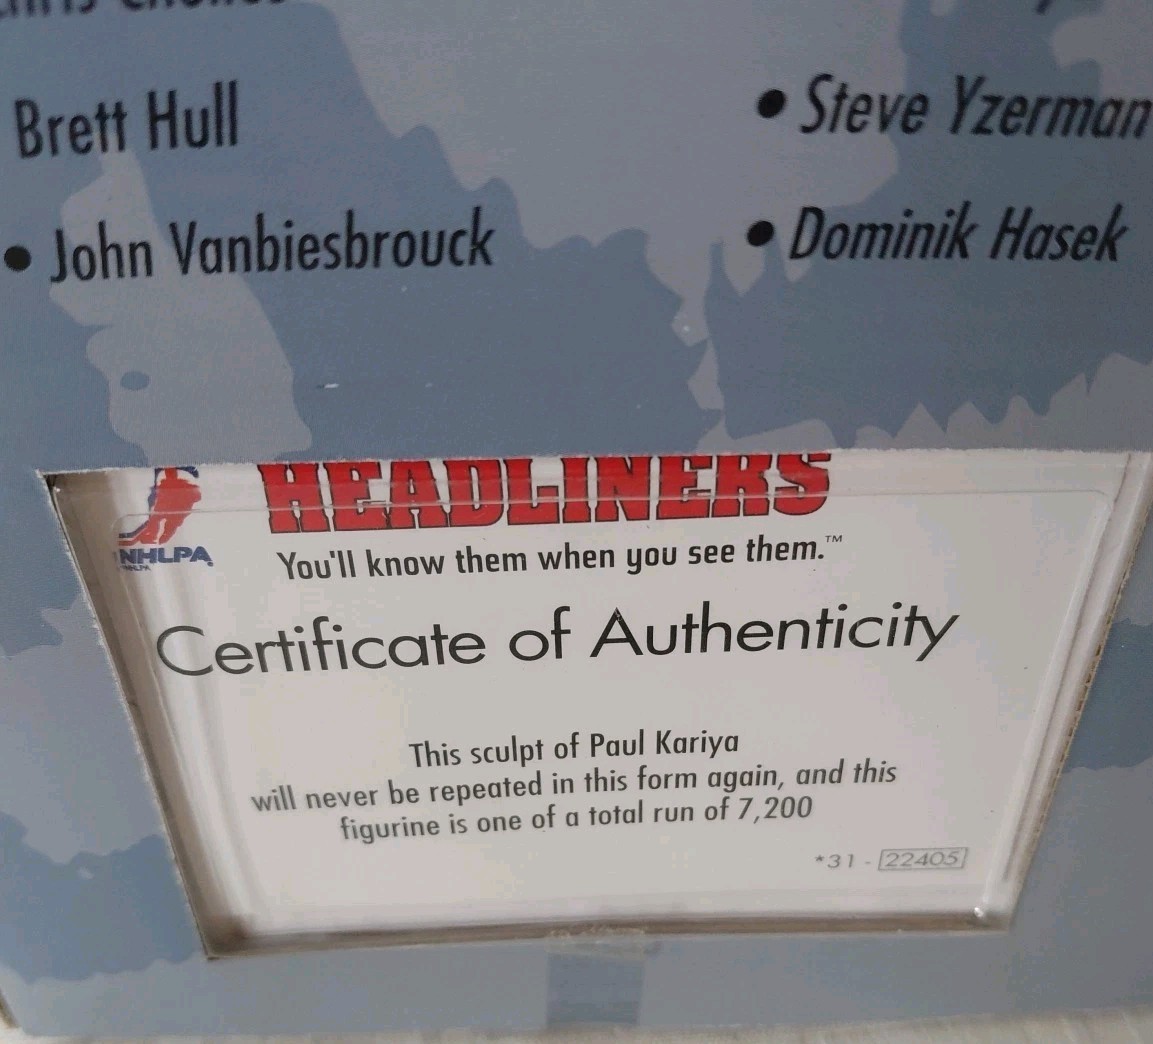 Brett Hull
• Steve Yzerman
• John Vanbiesbrouck
• Dominik Hasek
HEADLINERS
NHLPA
You'll know them when you see them.™
Certificate of Authenticity
This sculpt of Paul Kariya
will never be repeated in this form again, and this
figurine is one of a total run of 7,200
*31 - 22405